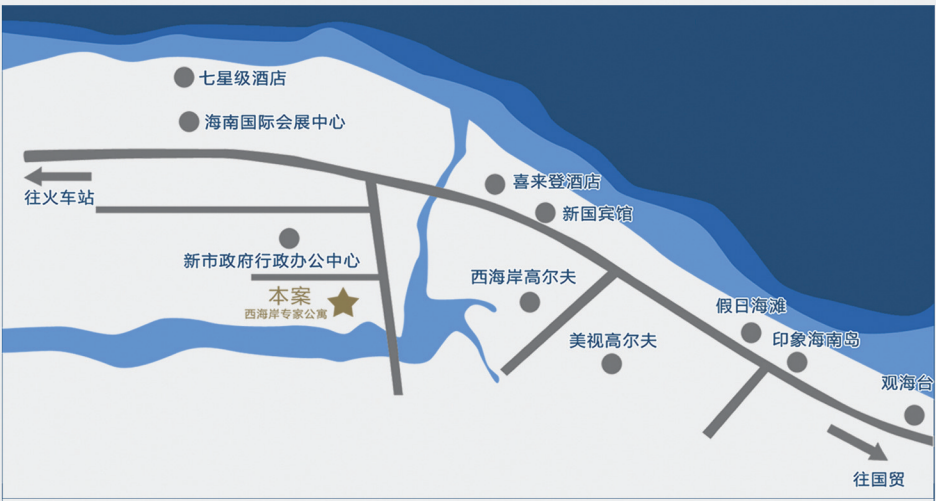 七星级酒店
海南国际会展中心
往火车站
喜来登酒店
新国宾馆
新市政府行政办公中心
西海岸高尔夫
本案
西海岸专家公寓
假日海滩
美视高尔夫
印象海南岛
观海台
往国贸